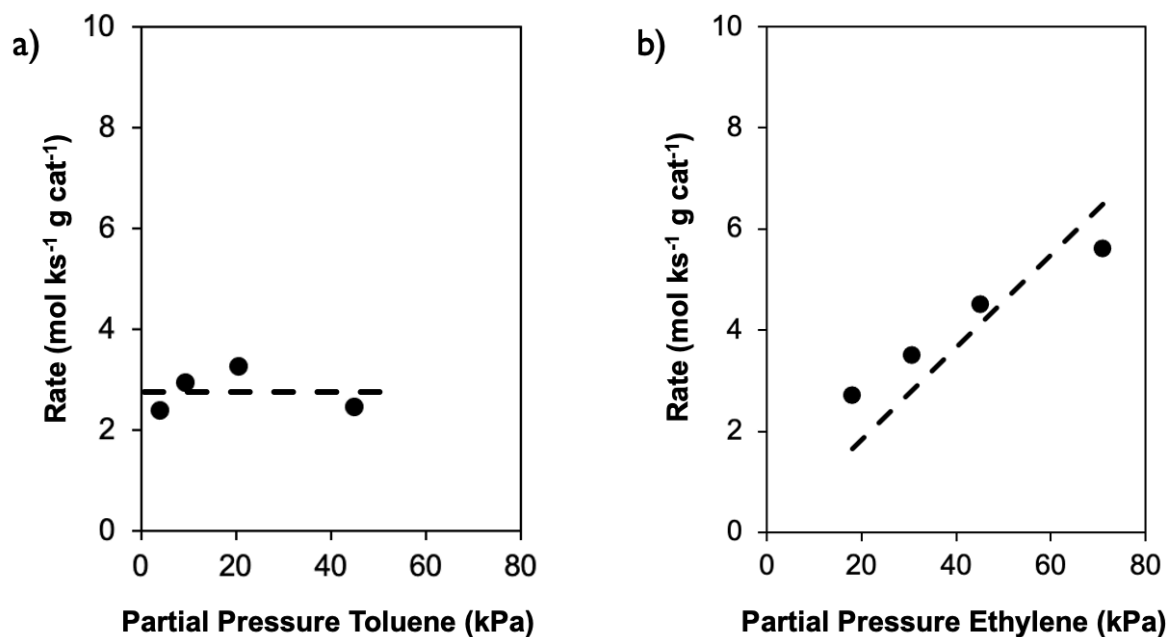 a)
10
8
6
4
2
0
Rate (mol ks⁻¹ g cat⁻¹)
0 20 40 60 80
Partial Pressure Toluene (kPa)
b)
10
8
6
4
2
0
Rate (mol ks⁻¹ g cat⁻¹)
0 20 40 60 80
Partial Pressure Ethylene (kPa)